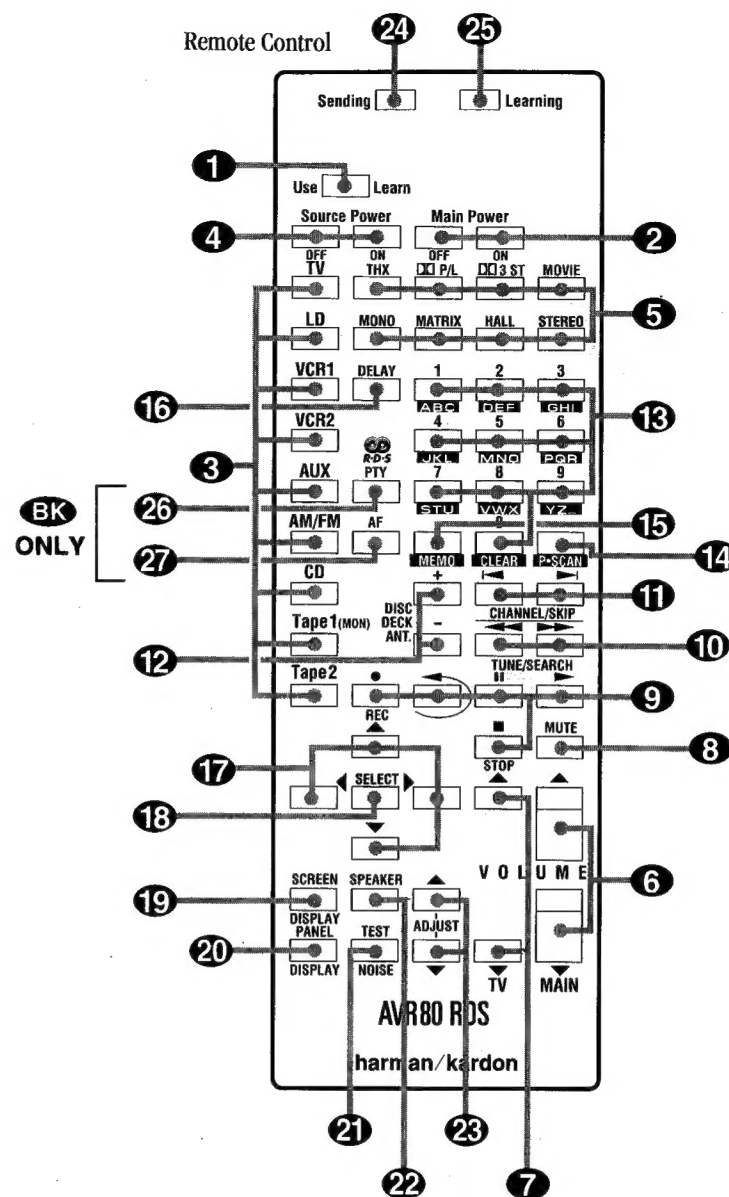 24 25
Remote Control
Sending Learning
1
Use Learn
Source Power Main Power
4 2
OFF ON OFF ON
TV THX P/L 3 ST MOVIE
5
LD MONO MATRIX HALL STEREO
VCR1 DELAY 1 2 3
16 ABC DEF GHI 13
VCR2 4 5 6
3 R·D·S JKL MNO PQR
AUX PTY 7 8 9
BK 26 STU VWX YZ
ONLY AM/FM AF 0 15
27 MEMO CLEAR P•SCAN 14
CD +
DISC CHANNEL/SKIP 11
Tape1(MON) DECK –
12 ANT. 10
TUNE/SEARCH
Tape2
REC 9
MUTE
17 STOP 8
SELECT
18
VOLUME
SCREEN SPEAKER 6
19
DISPLAY ADJUST
PANEL TEST
20
DISPLAY NOISE TV MAIN
AVR80 RDS
harman/kardon
21 23
22 7